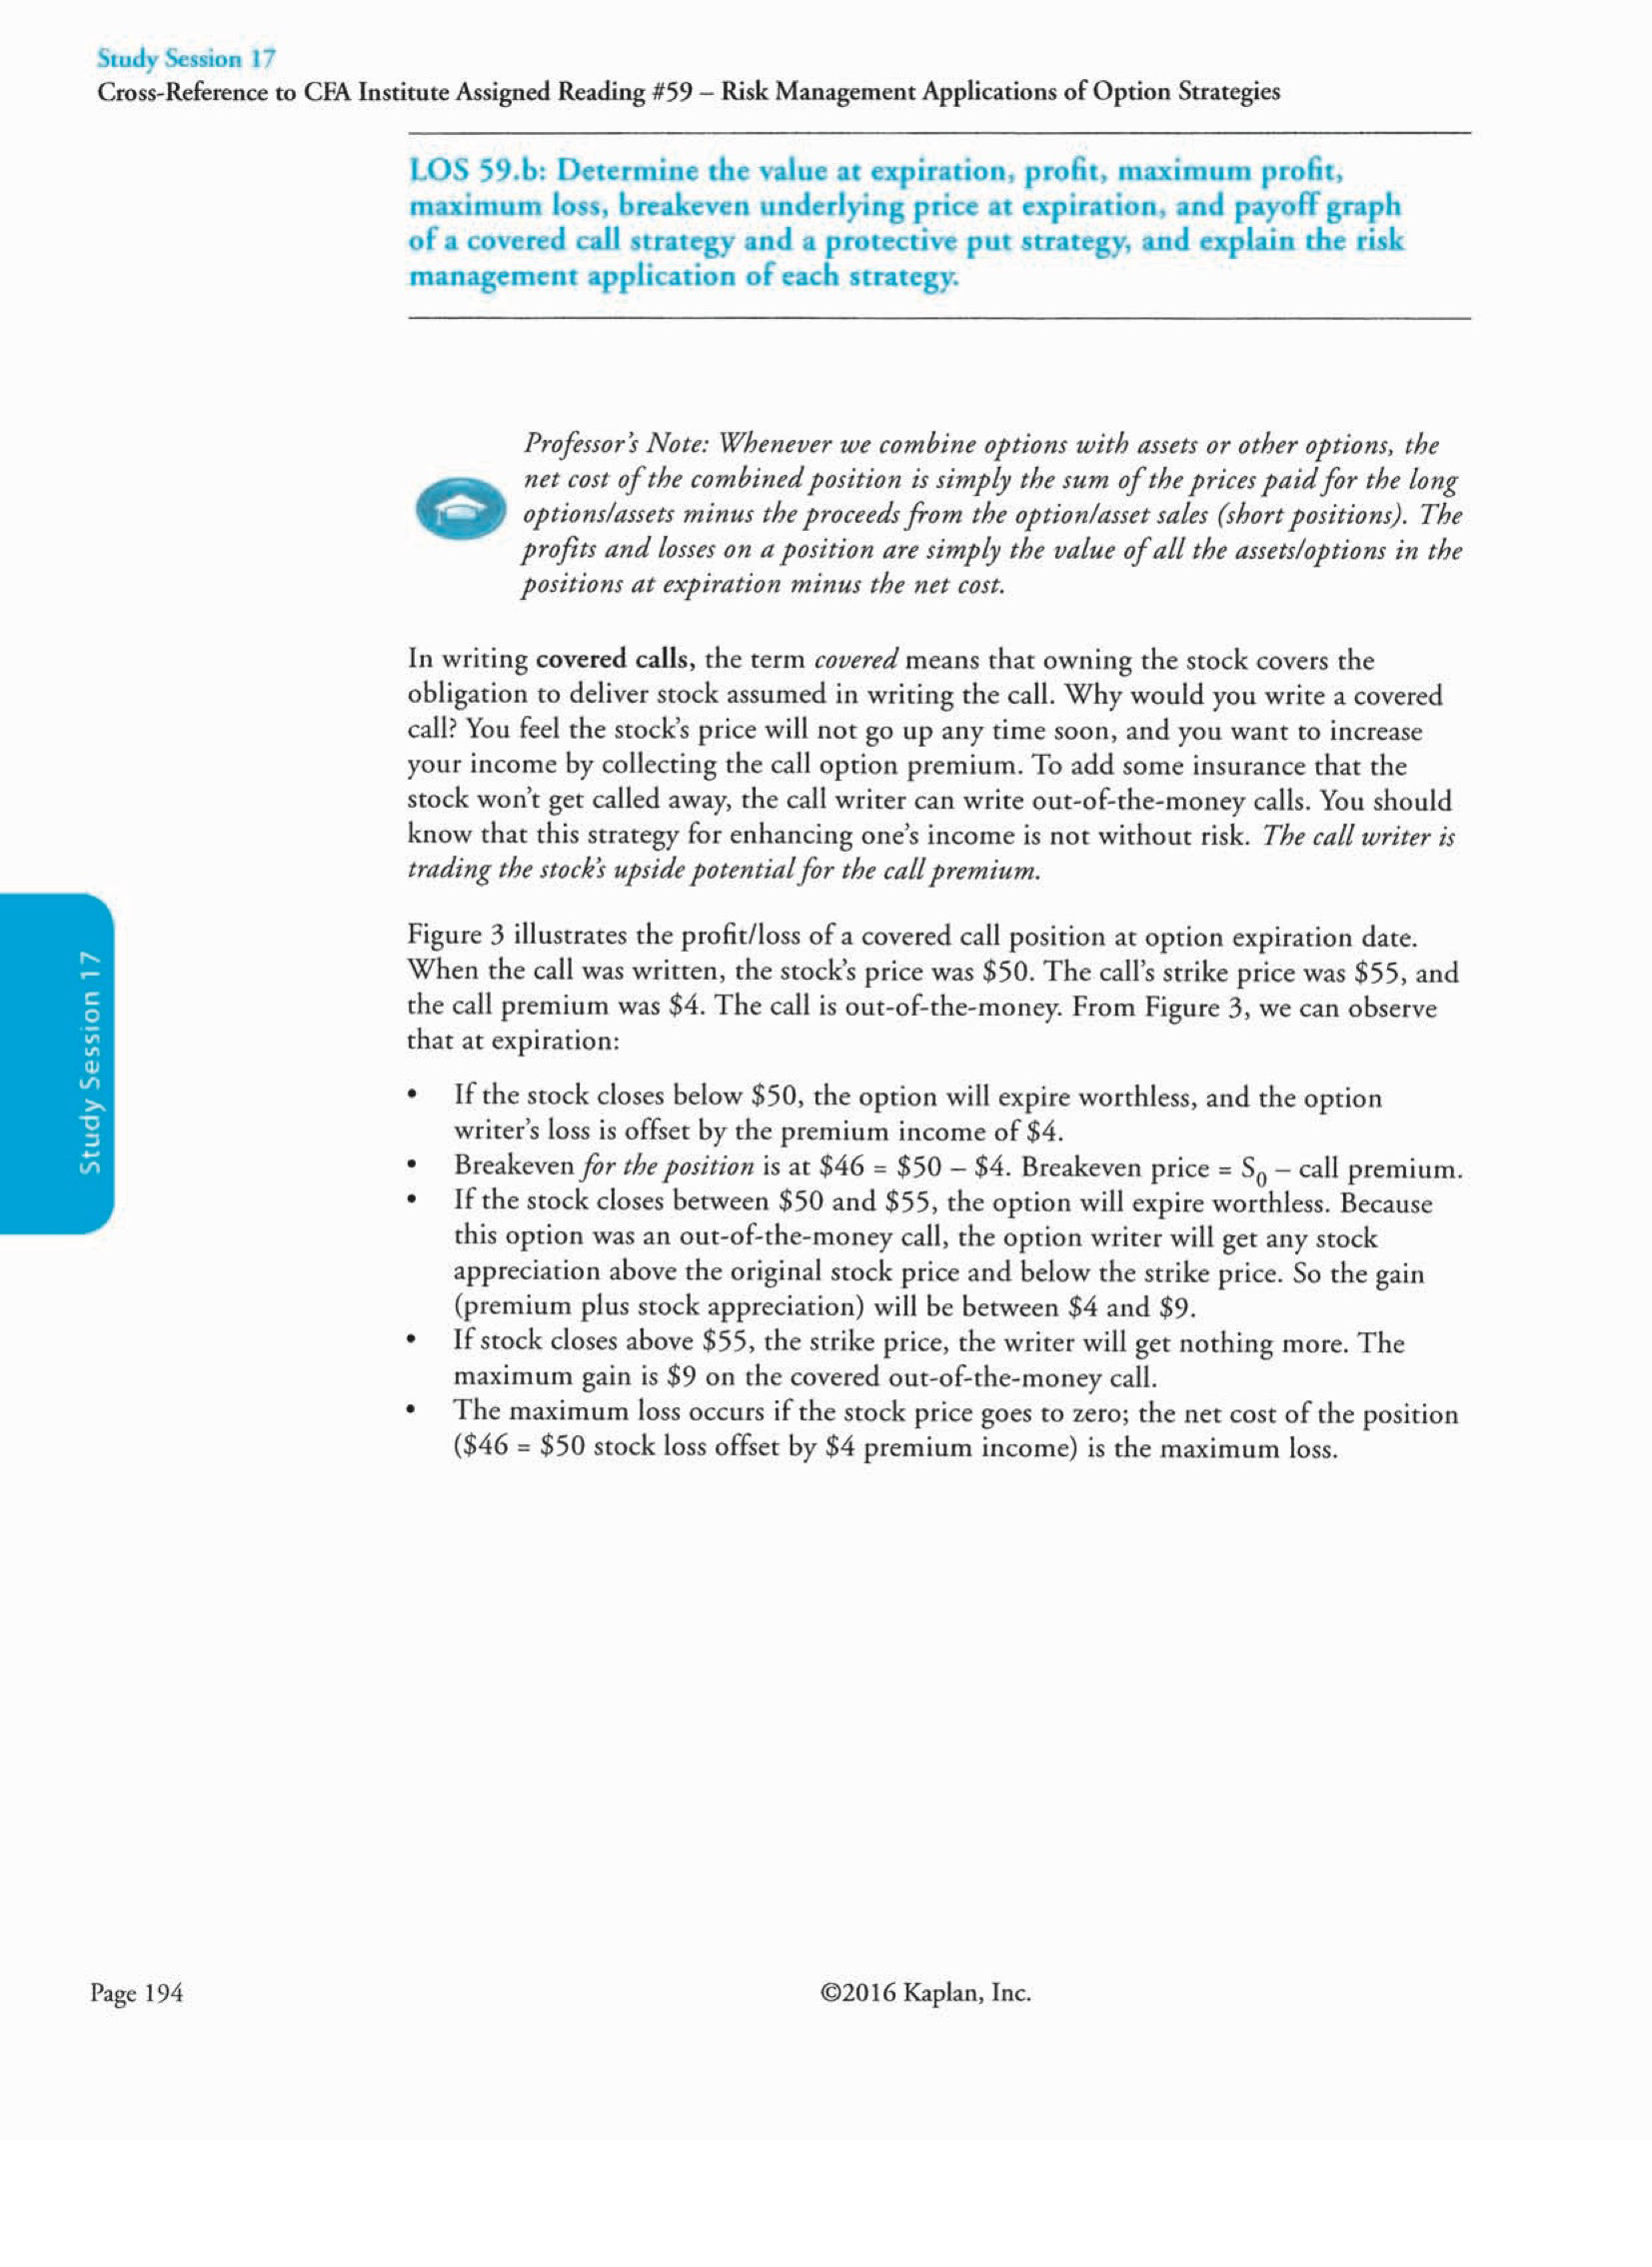 Study Session 17
Cross-Reference to CFA Institute Assigned Reading #59 – Risk Management Applications of Option Strategies
LOS 59.b: Determine the value at expiration, profit, maximum profit,
maximum loss, breakeven underlying price at expiration, and payoff graph
of a covered call strategy and a protective put strategy, and explain the risk
management application of each strategy.
Professor's Note: Whenever we combine options with assets or other options, the
net cost of the combined position is simply the sum of the prices paid for the long
options/assets minus the proceeds from the option/asset sales (short positions). The
profits and losses on a position are simply the value of all the assets/options in the
positions at expiration minus the net cost.
In writing covered calls, the term covered means that owning the stock covers the
obligation to deliver stock assumed in writing the call. Why would you write a covered
call? You feel the stock's price will not go up any time soon, and you want to increase
your income by collecting the call option premium. To add some insurance that the
stock won't get called away, the call writer can write out-of-the-money calls. You should
know that this strategy for enhancing one's income is not without risk. The call writer is
trading the stock's upside potential for the call premium.
Figure 3 illustrates the profit/loss of a covered call position at option expiration date.
When the call was written, the stock's price was $50. The call's strike price was $55, and
the call premium was $4. The call is out-of-the-money. From Figure 3, we can observe
that at expiration:
• If the stock closes below $50, the option will expire worthless, and the option
writer's loss is offset by the premium income of $4.
• Breakeven for the position is at $46 = $50 – $4. Breakeven price = S₀ – call premium.
• If the stock closes between $50 and $55, the option will expire worthless. Because
this option was an out-of-the-money call, the option writer will get any stock
appreciation above the original stock price and below the strike price. So the gain
(premium plus stock appreciation) will be between $4 and $9.
• If stock closes above $55, the strike price, the writer will get nothing more. The
maximum gain is $9 on the covered out-of-the-money call.
• The maximum loss occurs if the stock price goes to zero; the net cost of the position
($46 = $50 stock loss offset by $4 premium income) is the maximum loss.
Study Session 17
Page 194
©2016 Kaplan, Inc.